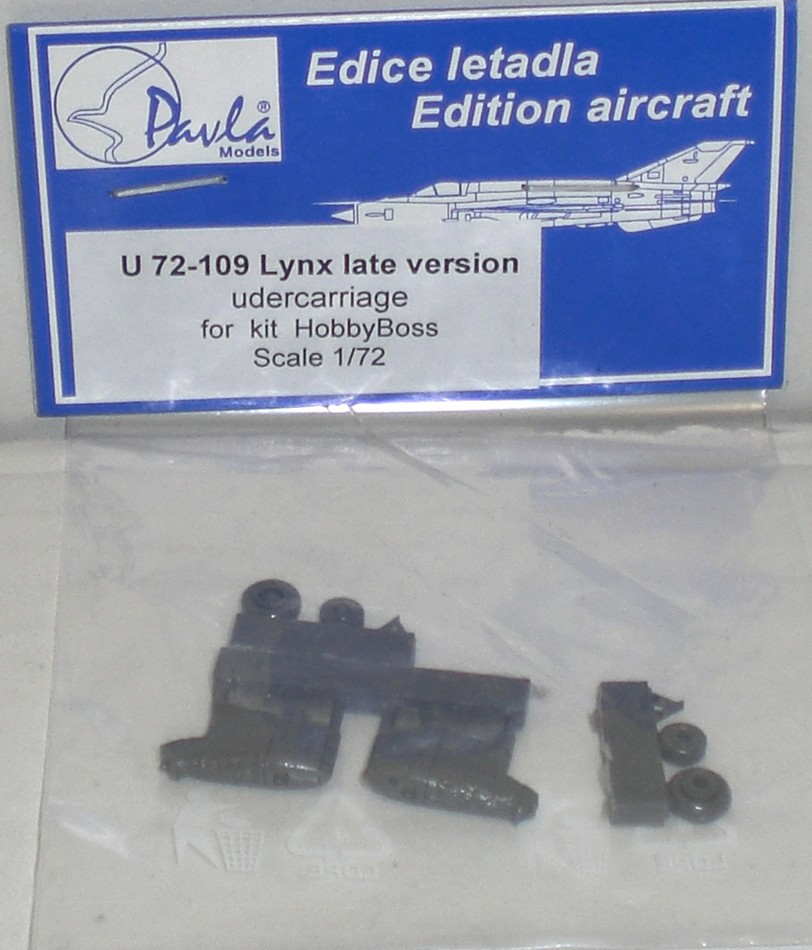 Pavla®
Models
Edice letadla
Edition aircraft
U 72-109 Lynx late version
udercarriage
for kit HobbyBoss
Scale 1/72